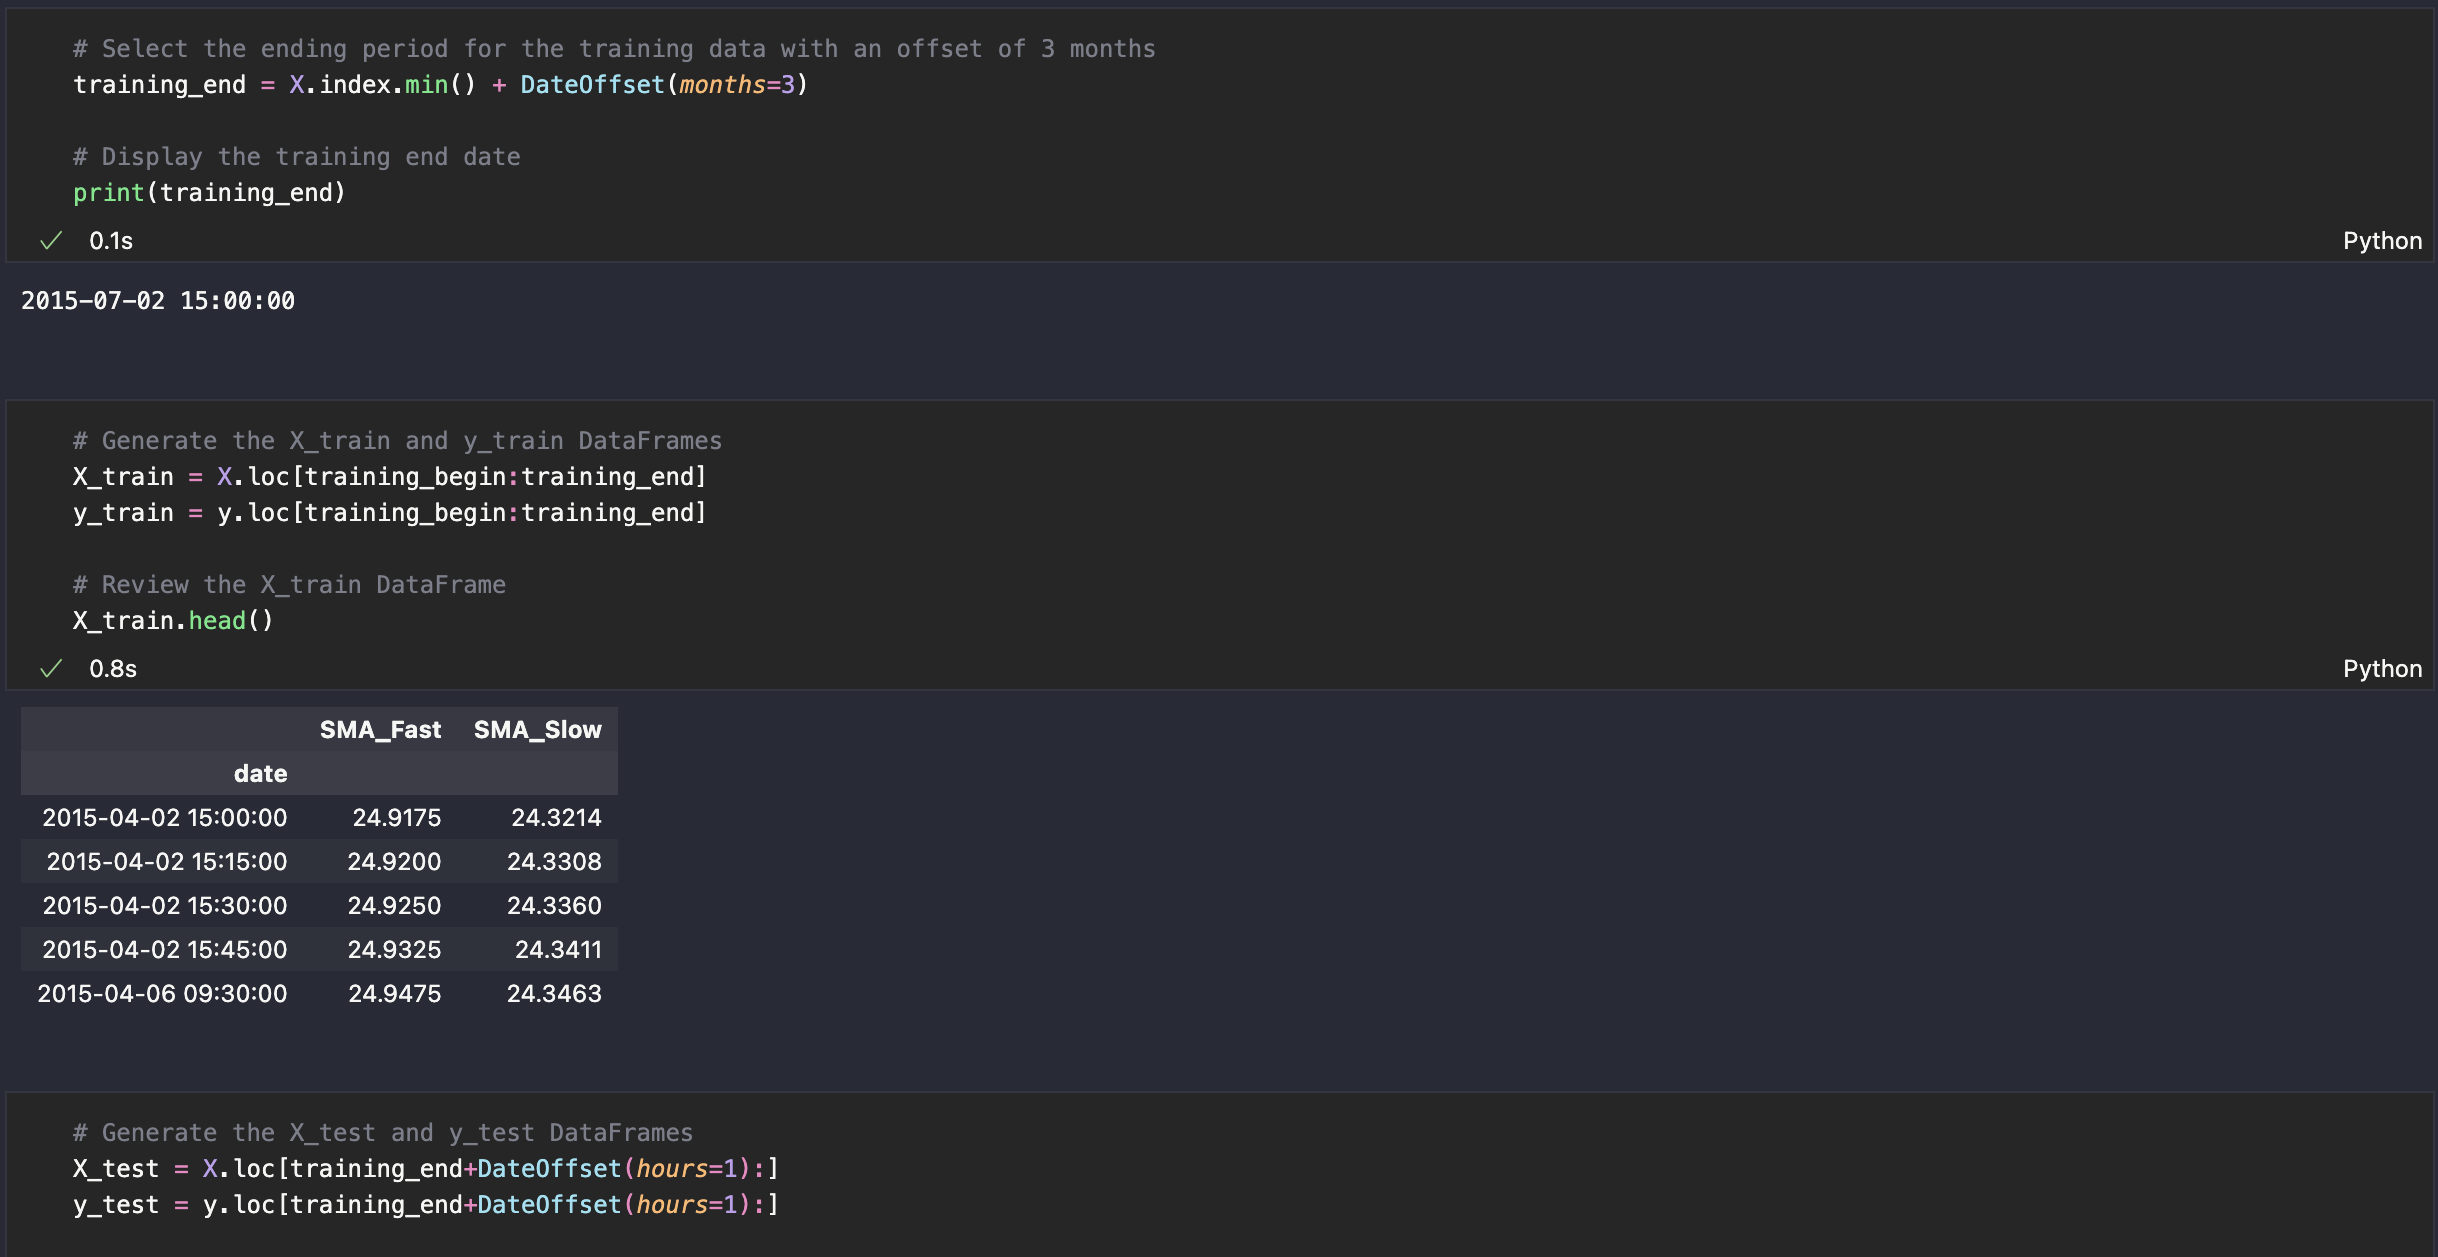 # Select the ending period for the training data with an offset of 3 months
training_end = X.index.min() + DateOffset(months=3)
# Display the training end date
print(training_end)
✓ 0.1s Python
2015-07-02 15:00:00
# Generate the X_train and y_train DataFrames
X_train = X.loc[training_begin:training_end]
y_train = y.loc[training_begin:training_end]
# Review the X_train DataFrame
X_train.head()
✓ 0.8s Python
SMA_Fast SMA_Slow
date
2015-04-02 15:00:00 24.9175 24.3214
2015-04-02 15:15:00 24.9200 24.3308
2015-04-02 15:30:00 24.9250 24.3360
2015-04-02 15:45:00 24.9325 24.3411
2015-04-06 09:30:00 24.9475 24.3463
# Generate the X_test and y_test DataFrames
X_test = X.loc[training_end+DateOffset(hours=1):]
y_test = y.loc[training_end+DateOffset(hours=1):]